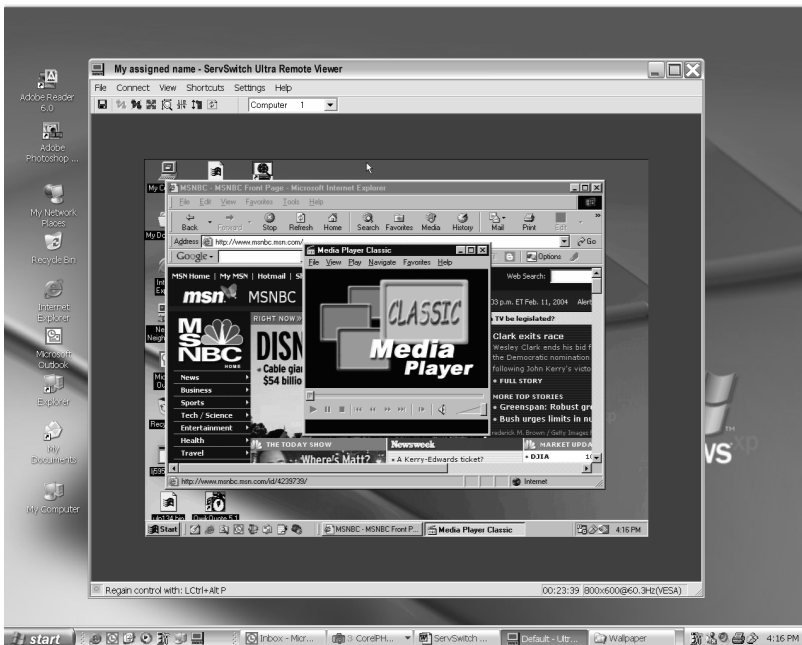 Adobe Reader
6.0
Adobe
Photoshop ...
My Network
Places
Recycle Bin
Internet
Explorer
Microsoft
Outlook
Explorer
My
Documents
My Computer
My assigned name - ServSwitch Ultra Remote Viewer
File Connect View Shortcuts Settings Help
Computer 1
MSNBC - MSNBC Front Page - Microsoft Internet Explorer
File Edit View Favorites Tools Help
Back Forward Stop Refresh Home Search Favorites Media History Mail Print Edit
Address http://www.msnbc.msn.com/ Go
Google Options
MSN Home | My MSN | Hotmail | Web Search:
msn MSNBC
03 p.m. ET Feb. 11, 2004 Alert
RIGHT NOW
TV be legislated?
MSNBC
HOME
DISN
• Cable gia
$54 billio
News
Business
Sports
Tech / Science
Entertainment
Health
Travel
Clark exits race
Wesley Clark ends his bid f
the Democratic nomination
following John Kerry's victo
• FULL STORY
MORE TOP STORIES
• Greenspan: Robust gr
• Bush urges limits in n
THE TODAY SHOW
Where's Matt?
Newsweek
• A Kerry-Edwards ticket?
MARKET UPDA
• DJIA
http://www.msnbc.msn.com/id/4239739/ Internet
Media Player Classic
File View Play Navigate Favorites Help
CLASSIC
Media
Player
Start MSNBC - MSNBC Front P... Media Player Classic 4:16 PM
Regain control with: LCtrl+Alt P 00:23:39 800x600@60.3Hz(VESA)
start Inbox - Micr... 3 CorelPH... ServSwitch ... Default - Ultr... Wallpaper 4:16 PM